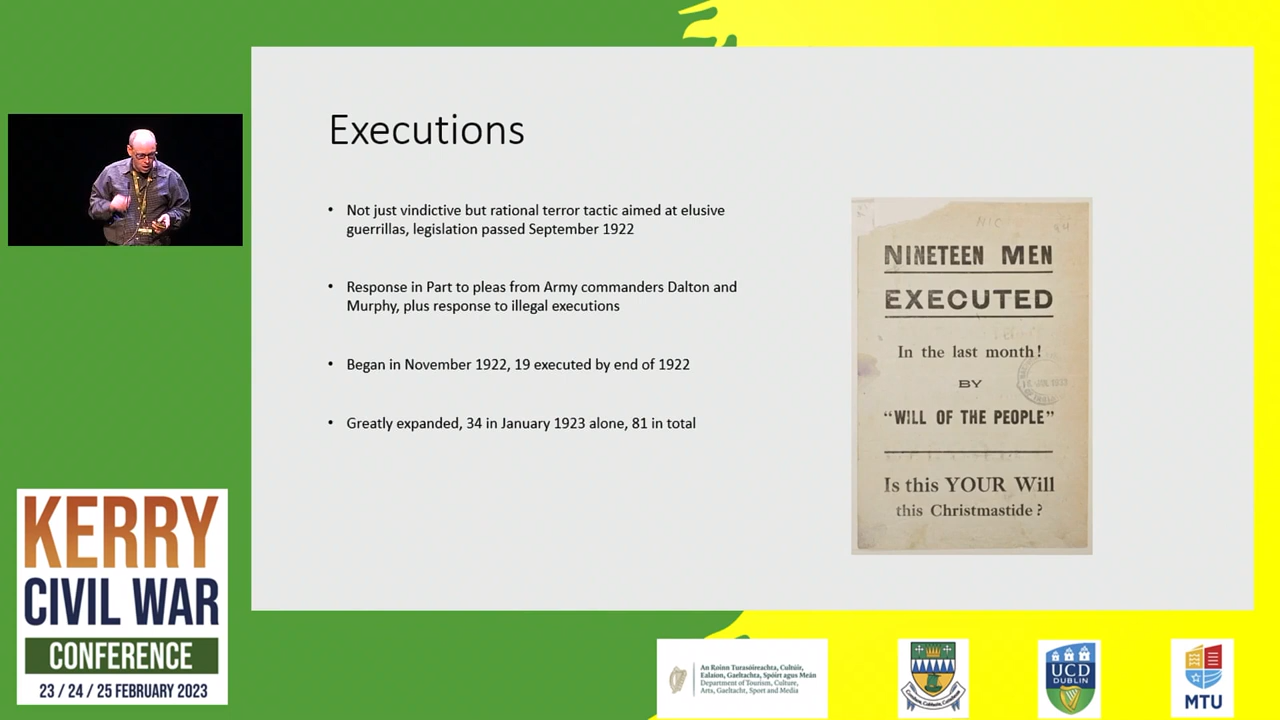 Executions
• Not just vindictive but rational terror tactic aimed at elusive
guerrillas, legislation passed September 1922
• Response in Part to pleas from Army commanders Dalton and
Murphy, plus response to illegal executions
• Began in November 1922, 19 executed by end of 1922
• Greatly expanded, 34 in January 1923 alone, 81 in total
NINETEEN MEN
EXECUTED
In the last month!
BY
"WILL OF THE PEOPLE"
Is this YOUR Will
this Christmastide?
KERRY
CIVIL WAR
CONFERENCE
23 / 24 / 25 FEBRUARY 2023
An Roinn Turasóireachta, Cultúir,
Ealaíon, Gaeltachta, Spóirt agus Meán
Department of Tourism, Culture,
Arts, Gaeltacht, Sport and Media
UCD
DUBLIN
MTU